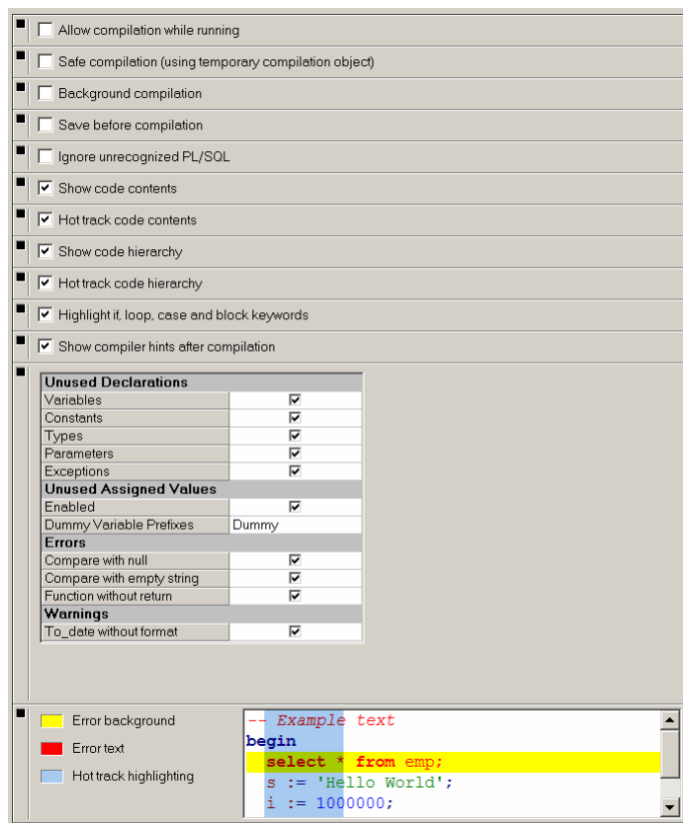 Allow compilation while running
Safe compilation (using temporary compilation object)
Background compilation
Save before compilation
Ignore unrecognized PL/SQL
Show code contents
Hot track code contents
Show code hierarchy
Hot track code hierarchy
Highlight if, loop, case and block keywords
Show compiler hints after compilation
Unused Declarations
Variables
Constants
Types
Parameters
Exceptions
Unused Assigned Values
Enabled
Dummy Variable Prefixes Dummy
Errors
Compare with null
Compare with empty string
Function without return
Warnings
To_date without format
Error background
Error text
Hot track highlighting
-- Example text
begin
select * from emp;
s := 'Hello World';
i := 1000000;